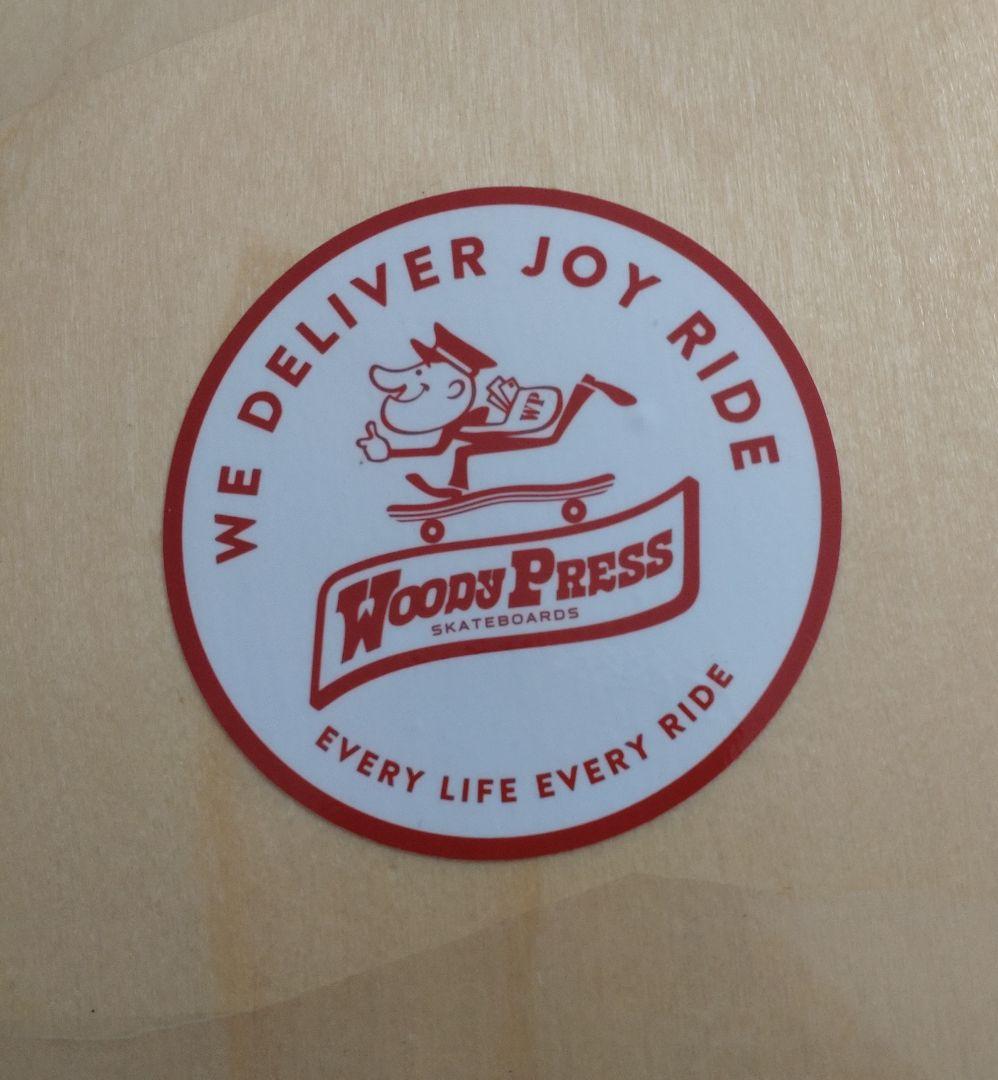 WE DELIVER JOY RIDE
WP
WOODY PRESS
SKATEBOARDS
EVERY LIFE EVERY RIDE